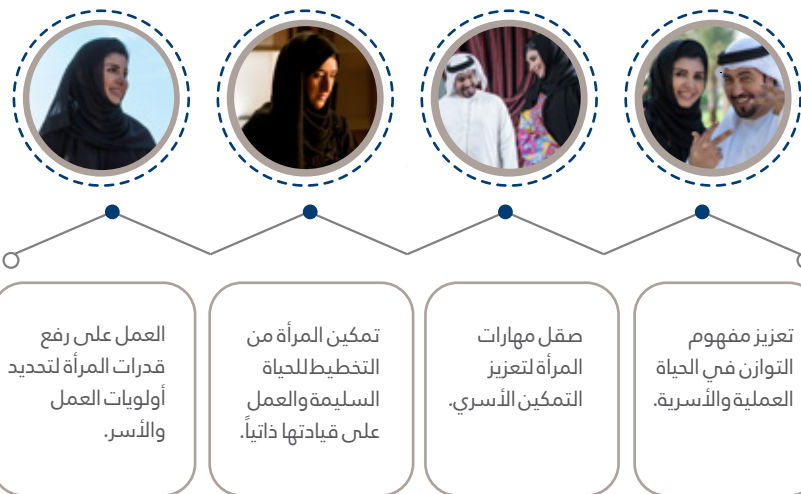 تعزيز مفهوم
التوازن في الحياة
العملية والأسرية.
صقل مهارات
المرأة لتعزيز
التمكين الأسري.
تمكين المرأة من
التخطيط للحياة
السليمة والعمل
على قيادتها ذاتياً.
العمل على رفع
قدرات المرأة لتحديد
أولويات العمل
والأسر.